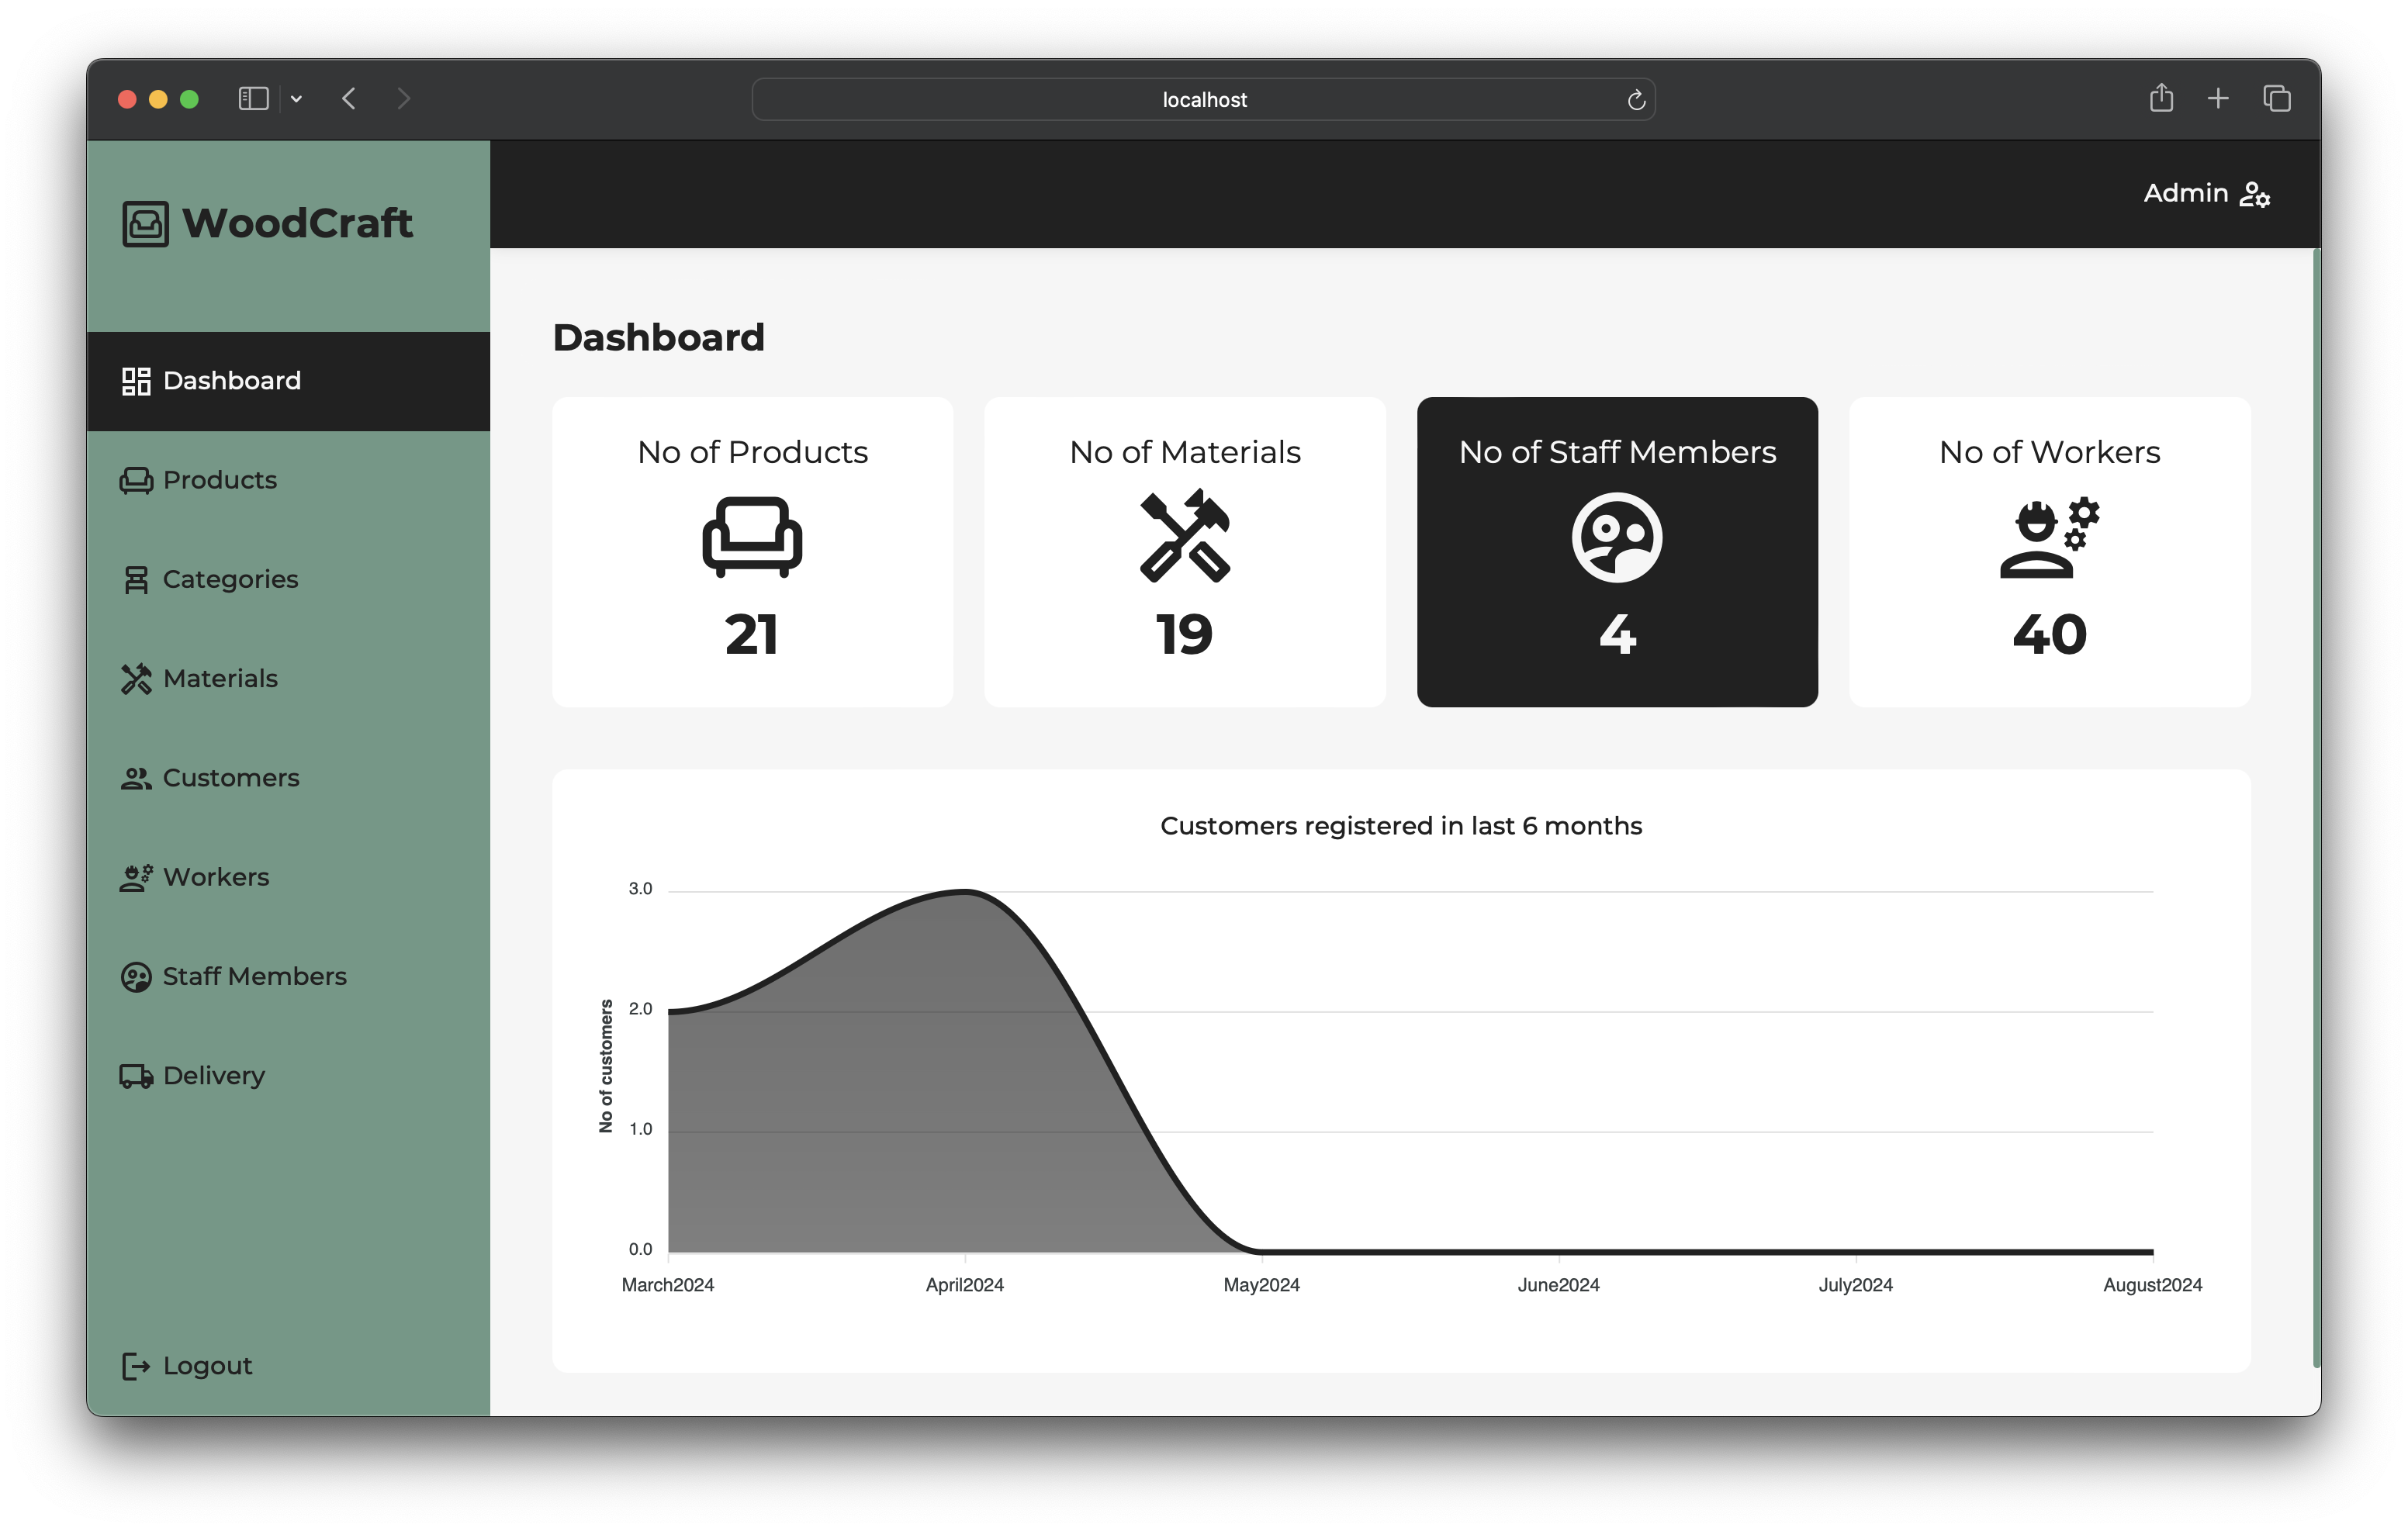 localhost
WoodCraft
Admin
Dashboard
Products
Categories
Materials
Customers
Workers
Staff Members
Delivery
Logout
Dashboard
No of Products
21
No of Materials
19
No of Staff Members
4
No of Workers
40
Customers registered in last 6 months
No of customers
3.0
2.0
1.0
0.0
March2024 April2024 May2024 June2024 July2024 August2024